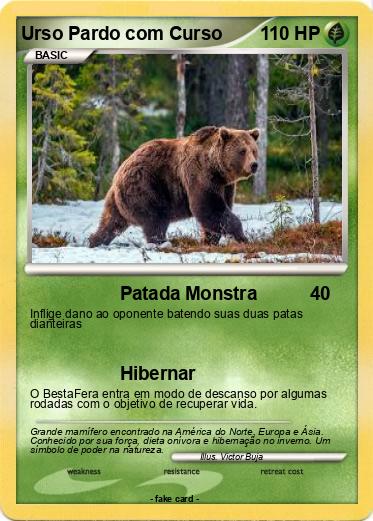 Urso Pardo com Curso 110 HP
BASIC
Patada Monstra 40
Inflige dano ao oponente batendo suas duas patas
dianteiras
Hibernar
O BestaFera entra em modo de descanso por algumas
rodadas com o objetivo de recuperar vida.
Grande mamífero encontrado na América do Norte, Europa e Ásia.
Conhecido por sua força, dieta onívora e hibernação no inverno. Um
símbolo de poder na natureza.
Illus. Victor Buja
weakness resistance retreat cost
- fake card -